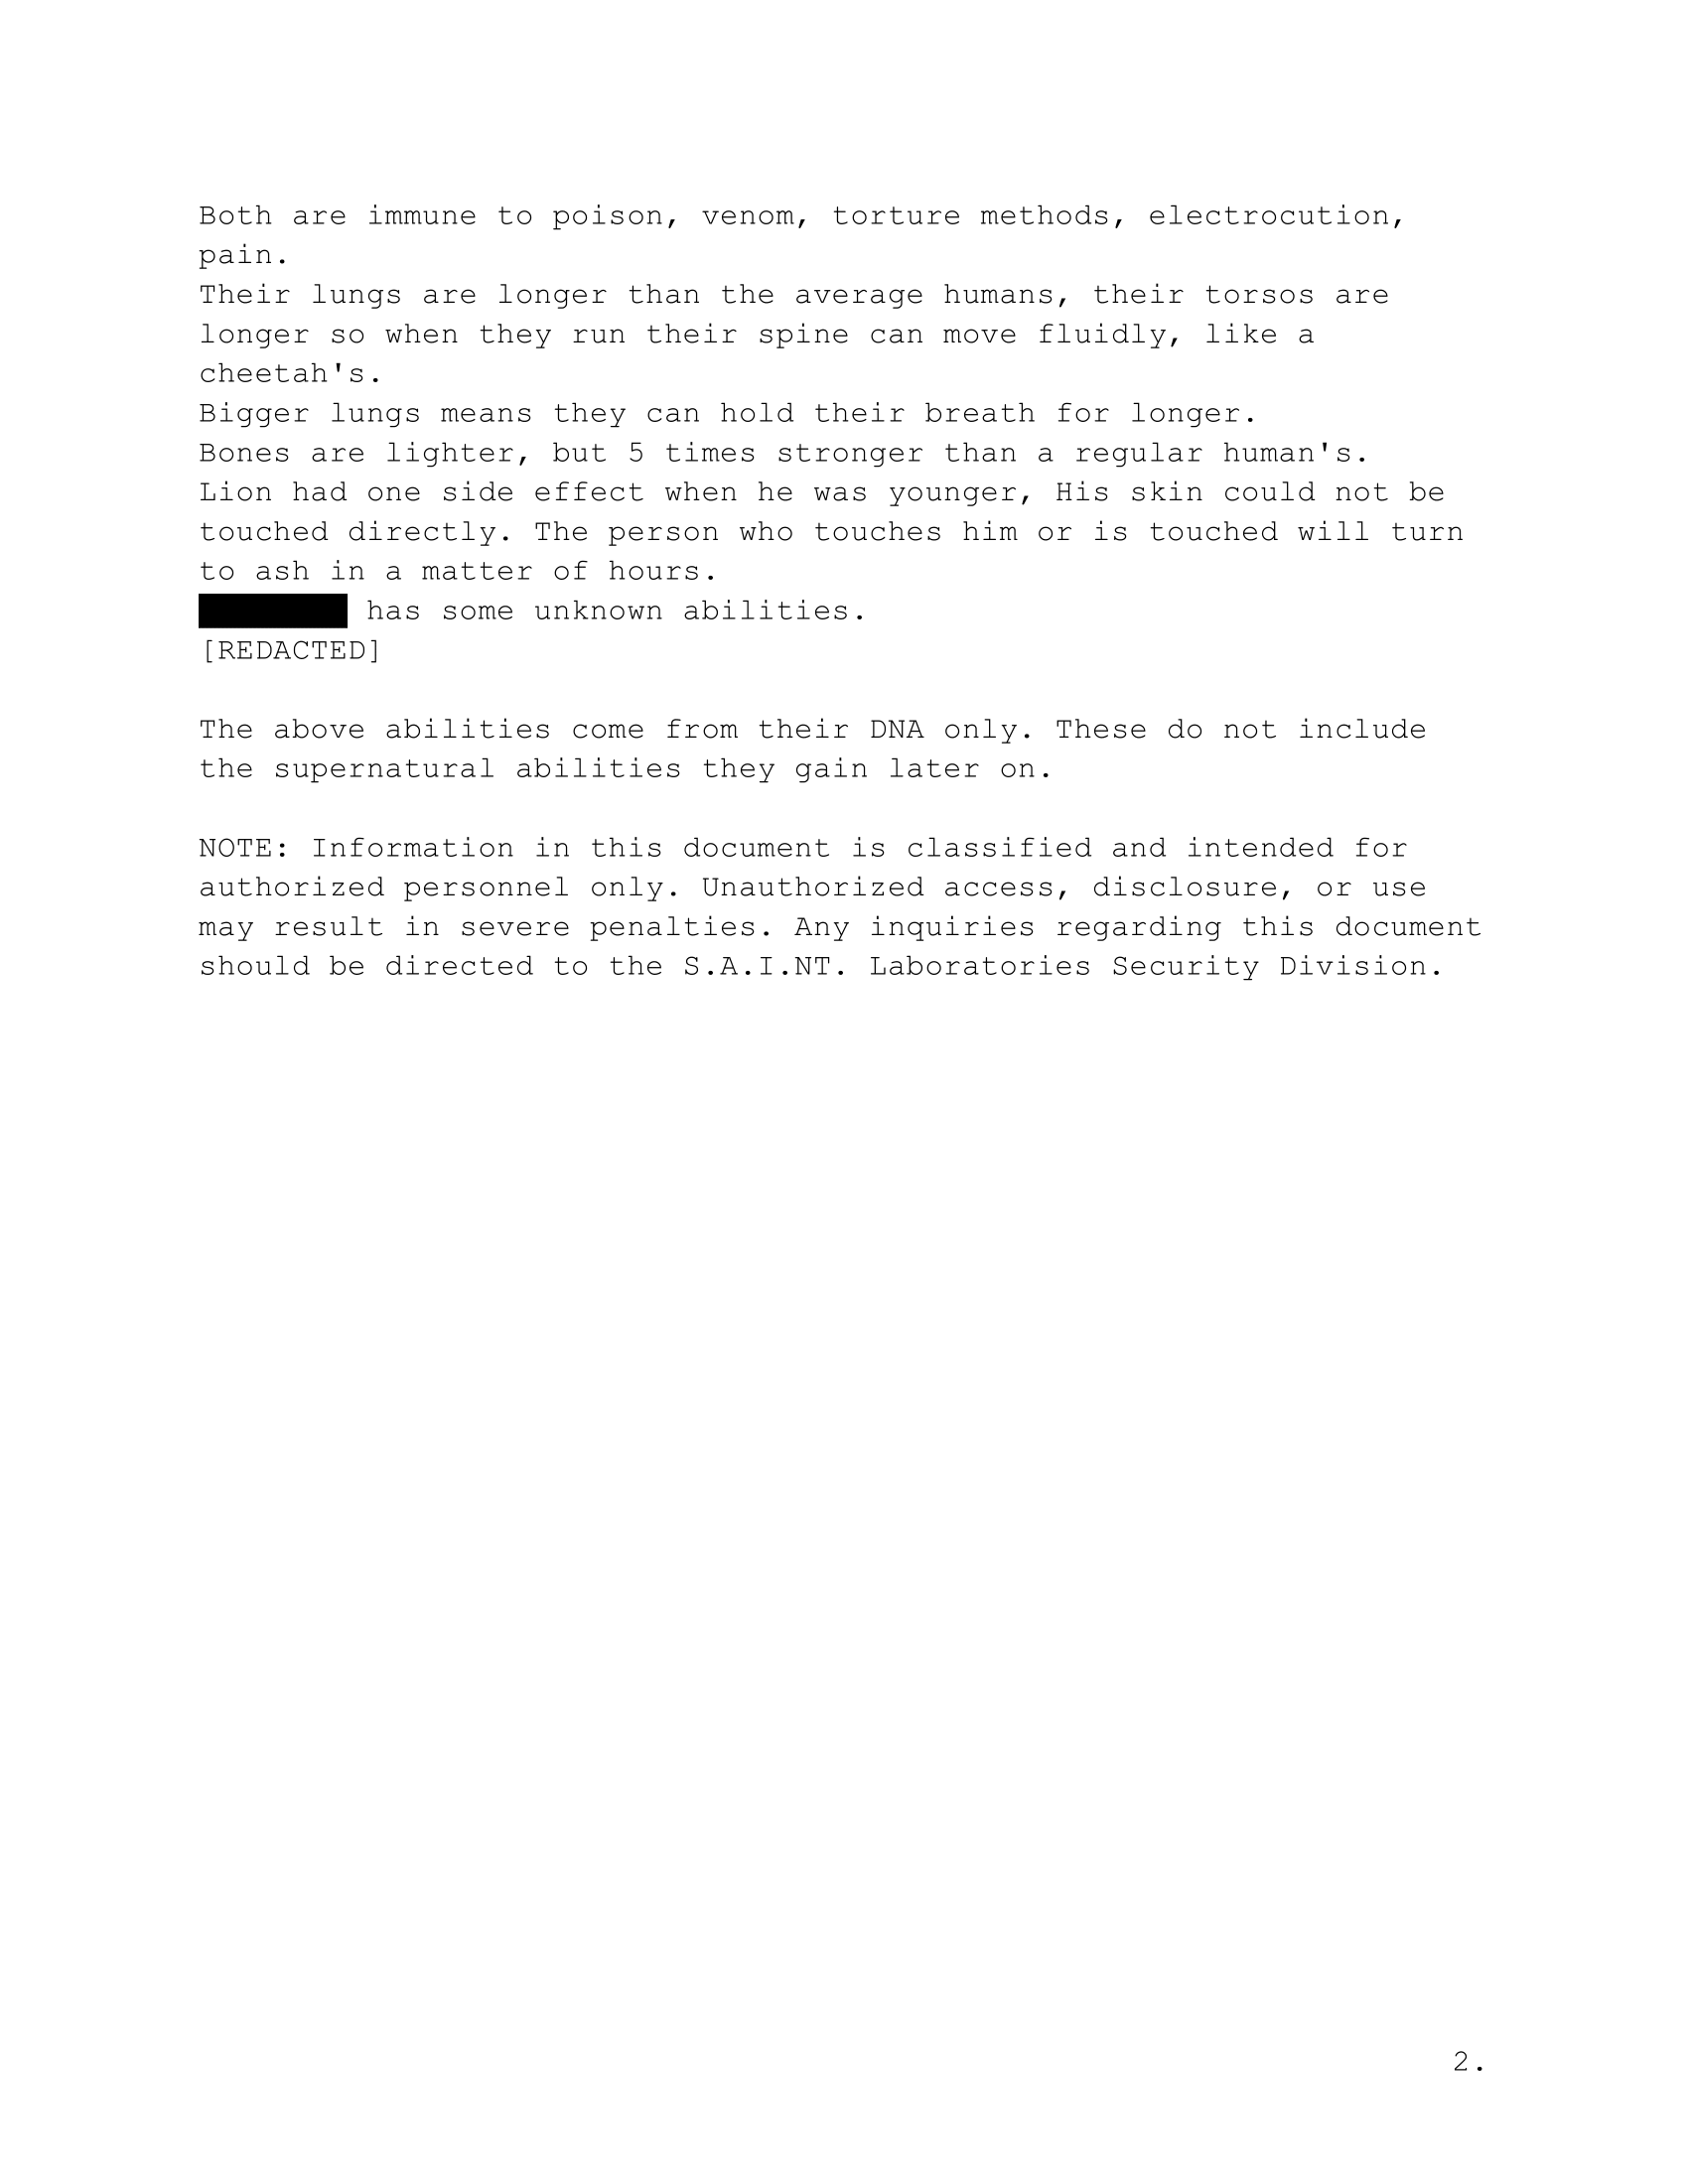 Both are immune to poison, venom, torture methods, electrocution,
pain.
Their lungs are longer than the average humans, their torsos are
longer so when they run their spine can move fluidly, like a
cheetah's.
Bigger lungs means they can hold their breath for longer.
Bones are lighter, but 5 times stronger than a regular human's.
Lion had one side effect when he was younger, His skin could not be
touched directly. The person who touches him or is touched will turn
to ash in a matter of hours.
has some unknown abilities.
[REDACTED]
The above abilities come from their DNA only. These do not include
the supernatural abilities they gain later on.
NOTE: Information in this document is classified and intended for
authorized personnel only. Unauthorized access, disclosure, or use
may result in severe penalties. Any inquiries regarding this document
should be directed to the S.A.I.NT. Laboratories Security Division.
2.